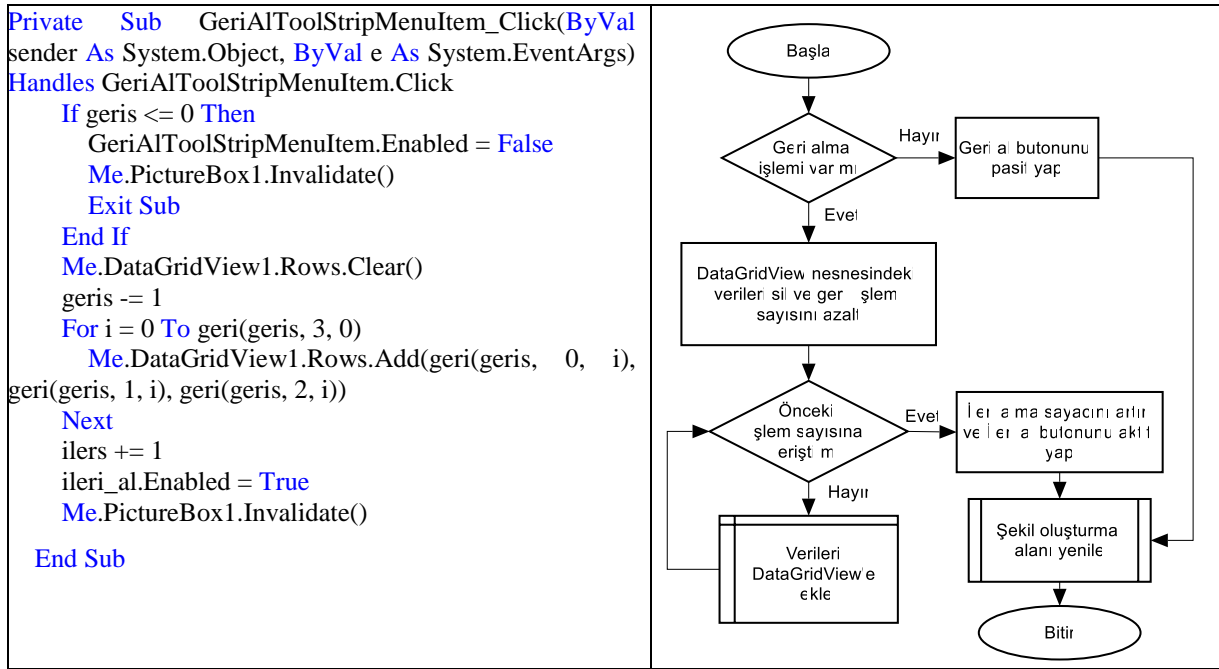 Private Sub GeriAlToolStripMenuItem_Click(ByVal
sender As System.Object, ByVal e As System.EventArgs)
Handles GeriAlToolStripMenuItem.Click
If geris <= 0 Then
GeriAlToolStripMenuItem.Enabled = False
Me.PictureBox1.Invalidate()
Exit Sub
End If
Me.DataGridView1.Rows.Clear()
geris -= 1
For i = 0 To geri(geris, 3, 0)
Me.DataGridView1.Rows.Add(geri(geris, 0, i),
geri(geris, 1, i), geri(geris, 2, i))
Next
ilers += 1
ileri_al.Enabled = True
Me.PictureBox1.Invalidate()
End Sub
Başla
Geri alma
işlemi var mı
Hayır
Geri al butonunu
pasif yap
Evet
DataGridView nesnesindeki
verileri sil ve geri işlem
sayısını azalt
Önceki
işlem sayısına
erişti mi
Evet
İleri alma sayacını artır
ve İleri al butonunu aktif
yap
Hayır
Verileri
DataGridView'e
ekle
Şekil oluşturma
alanı yenile
Bitir